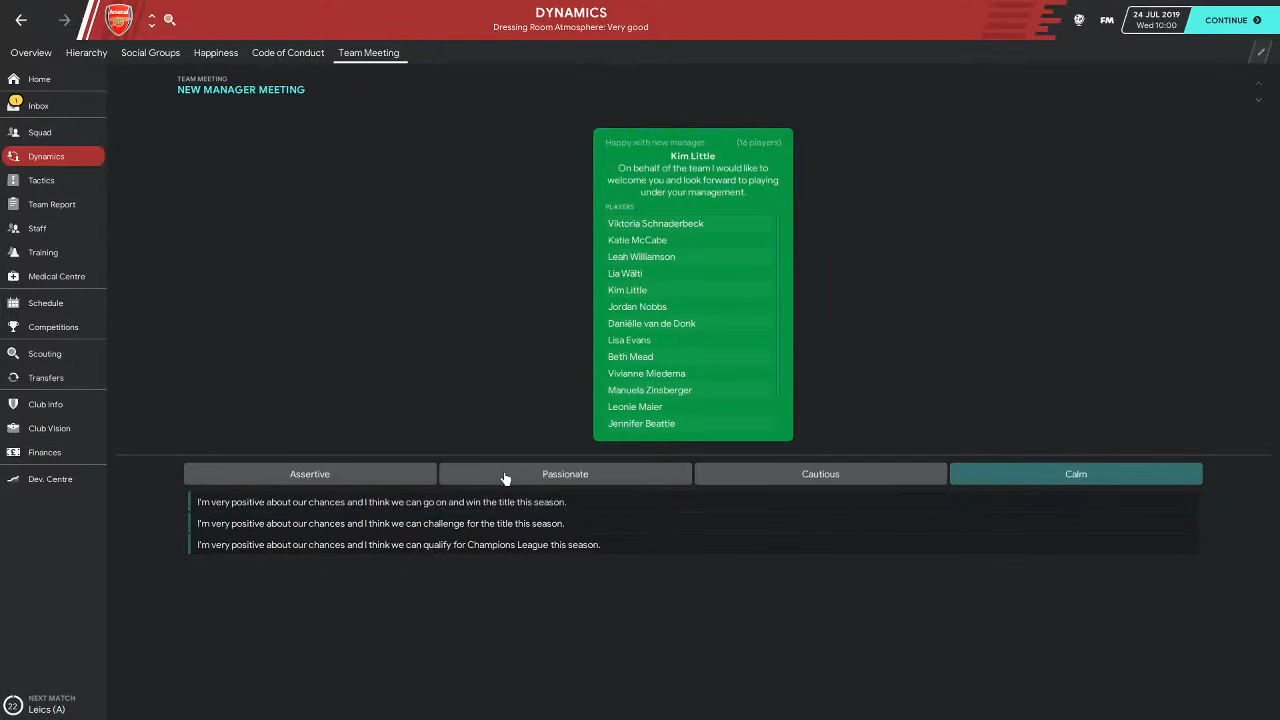 DYNAMICS
Dressing Room Atmosphere: Very good
Arsenal
FM
24 JUL 2019
Wed 10:00
CONTINUE
Overview
Hierarchy
Social Groups
Happiness
Code of Conduct
Team Meeting
TEAM MEETING
NEW MANAGER MEETING
Home
1
Inbox
Squad
Dynamics
Tactics
Team Report
Staff
Training
Medical Centre
Schedule
Competitions
Scouting
Transfers
Club Info
Club Vision
Finances
Dev. Centre
22
NEXT MATCH
Leics (A)
Happy with new manager (16 players)
Kim Little
On behalf of the team I would like to
welcome you and look forward to playing
under your management.
PLAYERS
Viktoria Schnaderbeck
Katie McCabe
Leah Williamson
Lia Wälti
Kim Little
Jordan Nobbs
Daniëlle van de Donk
Lisa Evans
Beth Mead
Vivianne Miedema
Manuela Zinsberger
Leonie Maier
Jennifer Beattie
Assertive
Passionate
Cautious
Calm
I'm very positive about our chances and I think we can go on and win the title this season.
I'm very positive about our chances and I think we can challenge for the title this season.
I'm very positive about our chances and I think we can qualify for Champions League this season.